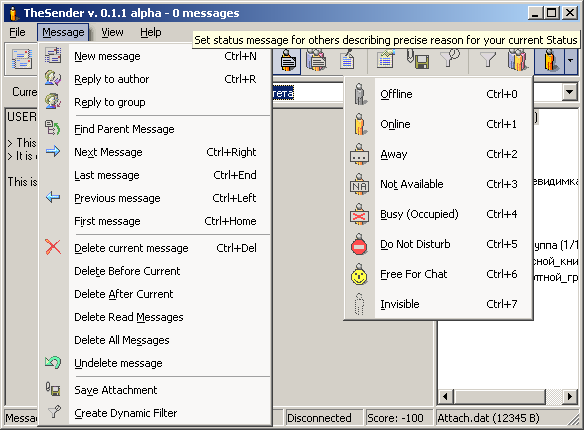 TheSender v. 0.1.1 alpha - 0 messages
File Message View Help
Set status message for others describing precise reason for your current Status
New message Ctrl+N
Reply to author Ctrl+R
Reply to group
Find Parent Message
Next Message Ctrl+Right
Last message Ctrl+End
Previous message Ctrl+Left
First message Ctrl+Home
Delete current message Ctrl+Del
Delete Before Current
Delete After Current
Delete Read Messages
Delete All Messages
Undelete message
Save Attachment
Create Dynamic Filter
Offline Ctrl+0
Online Ctrl+1
Away Ctrl+2
Not Available Ctrl+3
Busy (Occupied) Ctrl+4
Do Not Disturb Ctrl+5
Free For Chat Ctrl+6
Invisible Ctrl+7
Curre
гета
USER
> This
> It is
This is
евидимка
уппа (1/1
сной_кни
отной_гр
Messa
Disconnected
Score: -100
Attach.dat (12345 B)